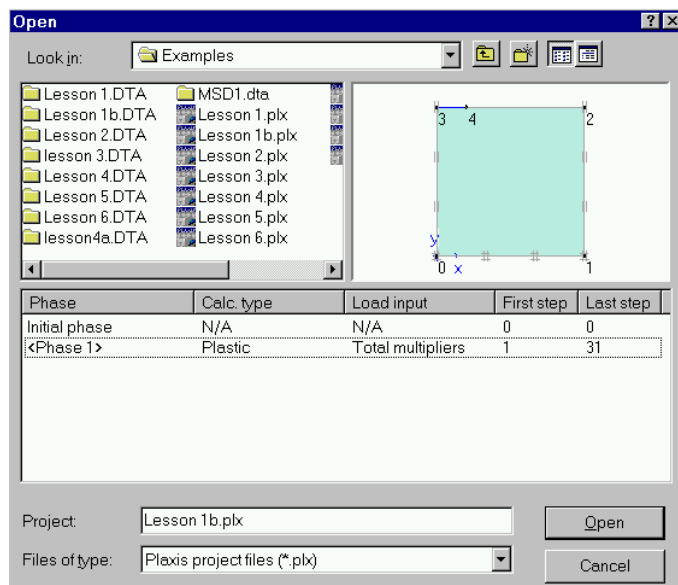 Open
Look in: Examples
Lesson 1.DTA MSD1.dta
Lesson 1b.DTA Lesson 1.plx
Lesson 2.DTA Lesson 1b.plx
lesson 3.DTA Lesson 2.plx
Lesson 4.DTA Lesson 3.plx
Lesson 5.DTA Lesson 4.plx
Lesson 6.DTA Lesson 5.plx
lesson4a.DTA Lesson 6.plx
3 4 2
y
0 x 1
Phase Calc. type Load input First step Last step
Initial phase N/A N/A 0 0
<Phase 1> Plastic Total multipliers 1 31
Project: Lesson 1b.plx Open
Files of type: Plaxis project files (*.plx) Cancel